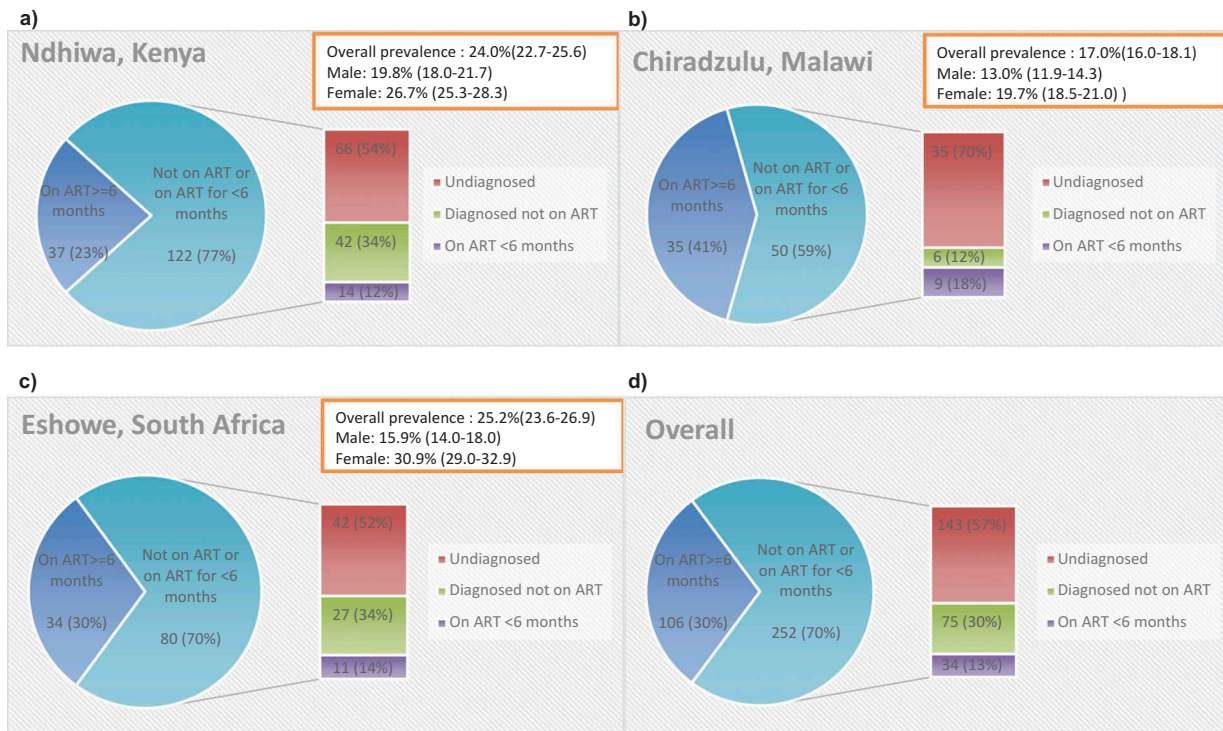 a)
Ndhiwa, Kenya
Overall prevalence : 24.0%(22.7-25.6)
Male: 19.8% (18.0-21.7)
Female: 26.7% (25.3-28.3)
On ART>=6
months
37 (23%)
Not on ART or
on ART for <6
months
122 (77%)
66 (54%)
42 (34%)
14 (12%)
Undiagnosed
Diagnosed not on ART
On ART <6 months
b)
Chiradzulu, Malawi
Overall prevalence : 17.0%(16.0-18.1)
Male: 13.0% (11.9-14.3)
Female: 19.7% (18.5-21.0) )
On ART>=6
months
35 (41%)
Not on ART or
on ART for <6
months
50 (59%)
35 (70%)
6 (12%)
9 (18%)
Undiagnosed
Diagnosed not on ART
On ART <6 months
c)
Eshowe, South Africa
Overall prevalence : 25.2%(23.6-26.9)
Male: 15.9% (14.0-18.0)
Female: 30.9% (29.0-32.9)
On ART>=6
months
34 (30%)
Not on ART or
on ART for <6
months
80 (70%)
42 (52%)
27 (34%)
11 (14%)
Undiagnosed
Diagnosed not on ART
On ART <6 months
d)
Overall
On ART>=6
months
106 (30%)
Not on ART or
on ART for <6
months
252 (70%)
143 (57%)
75 (30%)
34 (13%)
Undiagnosed
Diagnosed not on ART
On ART <6 months